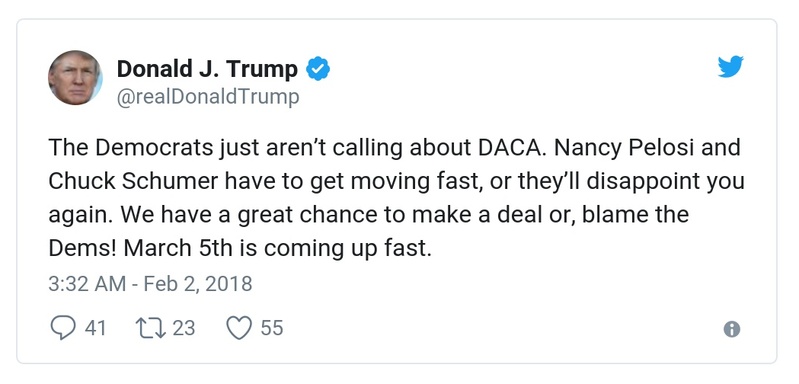 Donald J. Trump
@realDonaldTrump
The Democrats just aren’t calling about DACA. Nancy Pelosi and
Chuck Schumer have to get moving fast, or they’ll disappoint you
again. We have a great chance to make a deal or, blame the
Dems! March 5th is coming up fast.
3:32 AM - Feb 2, 2018
41 23 55